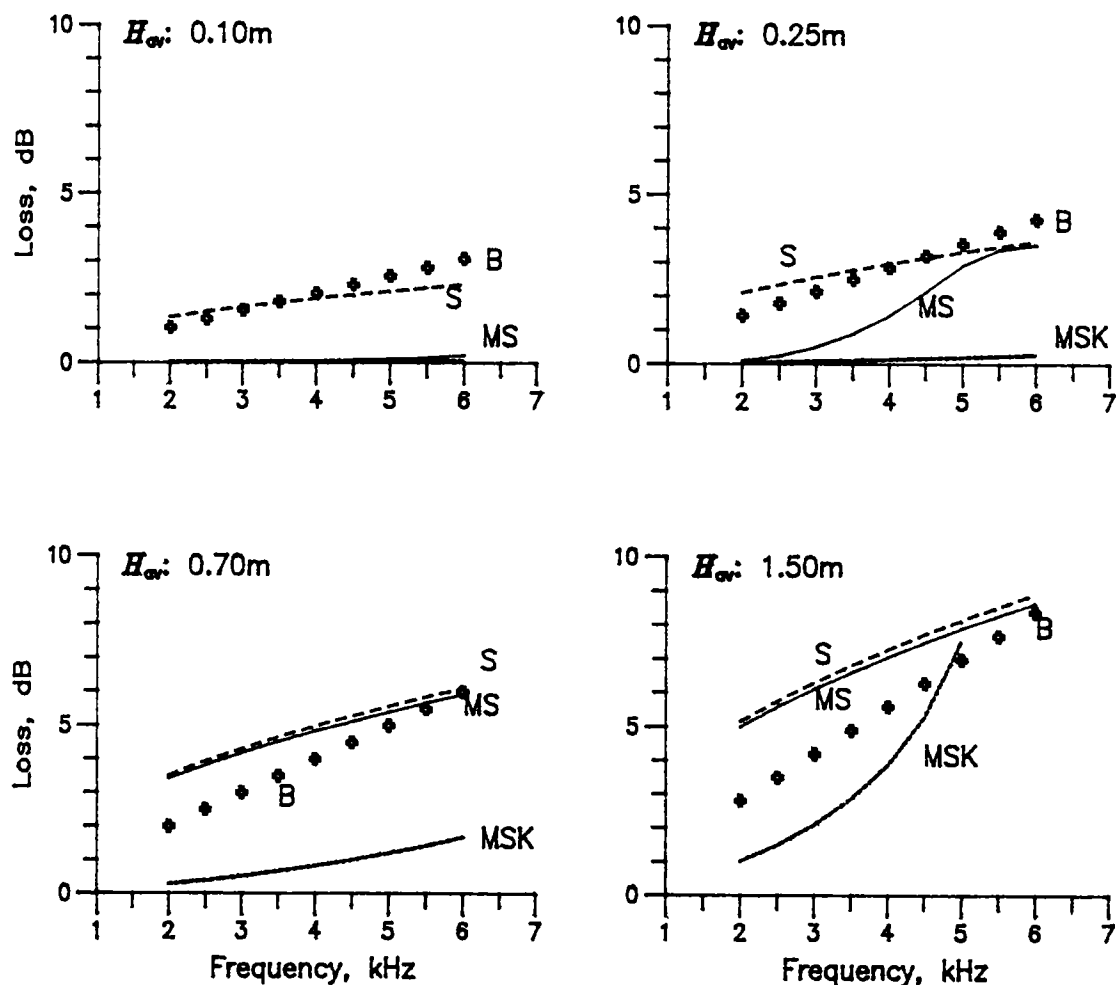 H_av: 0.10m
10
5
0
Loss, dB
B
S
MS
1 2 3 4 5 6 7
H_av: 0.25m
10
5
0
S
B
MS
MSK
1 2 3 4 5 6 7
H_av: 0.70m
10
5
0
Loss, dB
S
MS
B
MSK
1 2 3 4 5 6 7
Frequency, kHz
H_av: 1.50m
10
5
0
S
MS
B
MSK
1 2 3 4 5 6 7
Frequency, kHz